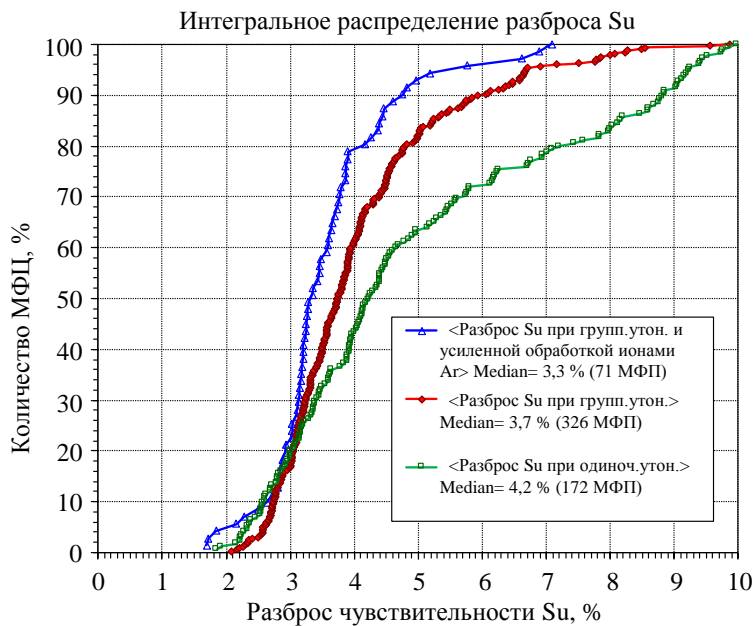 Интегральное распределение разброса Su
Количество МФЦ, %
100
90
80
70
60
50
40
30
20
10
0
<Разброс Su при групп.утон. и
усиленной обработкой ионами
Ar> Median= 3,3 % (71 МФП)
<Разброс Su при групп.утон.>
Median= 3,7 % (326 МФП)
<Разброс Su при одиноч.утон.>
Median= 4,2 % (172 МФП)
0 1 2 3 4 5 6 7 8 9 10
Разброс чувствительности Su, %